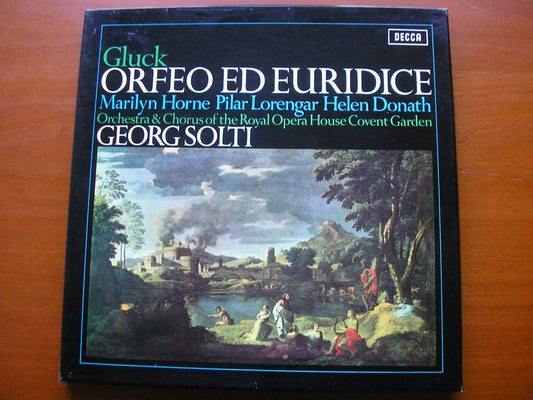 DECCA
Gluck
ORFEO ED EURIDICE
Marilyn Horne Pilar Lorengar Helen Donath
Orchestra & Chorus of the Royal Opera House Covent Garden
GEORG SOLTI